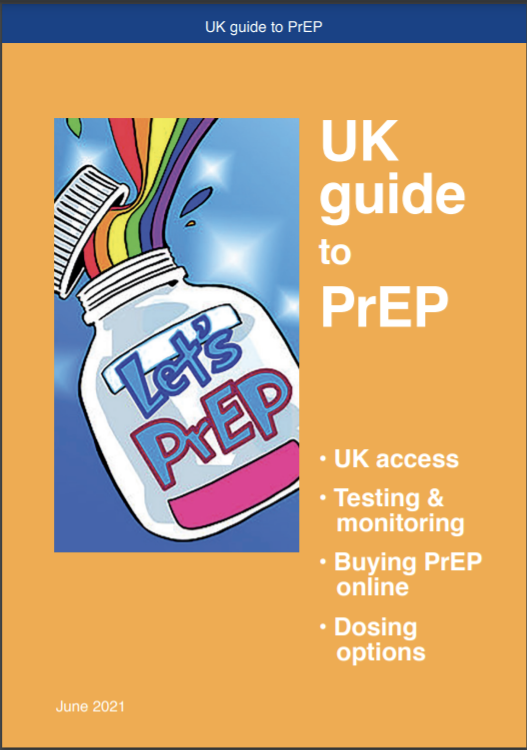 UK guide to PrEP
UK
guide
to
PrEP
Let's
PrEP
• UK access
• Testing &
monitoring
• Buying PrEP
online
• Dosing
options
June 2021